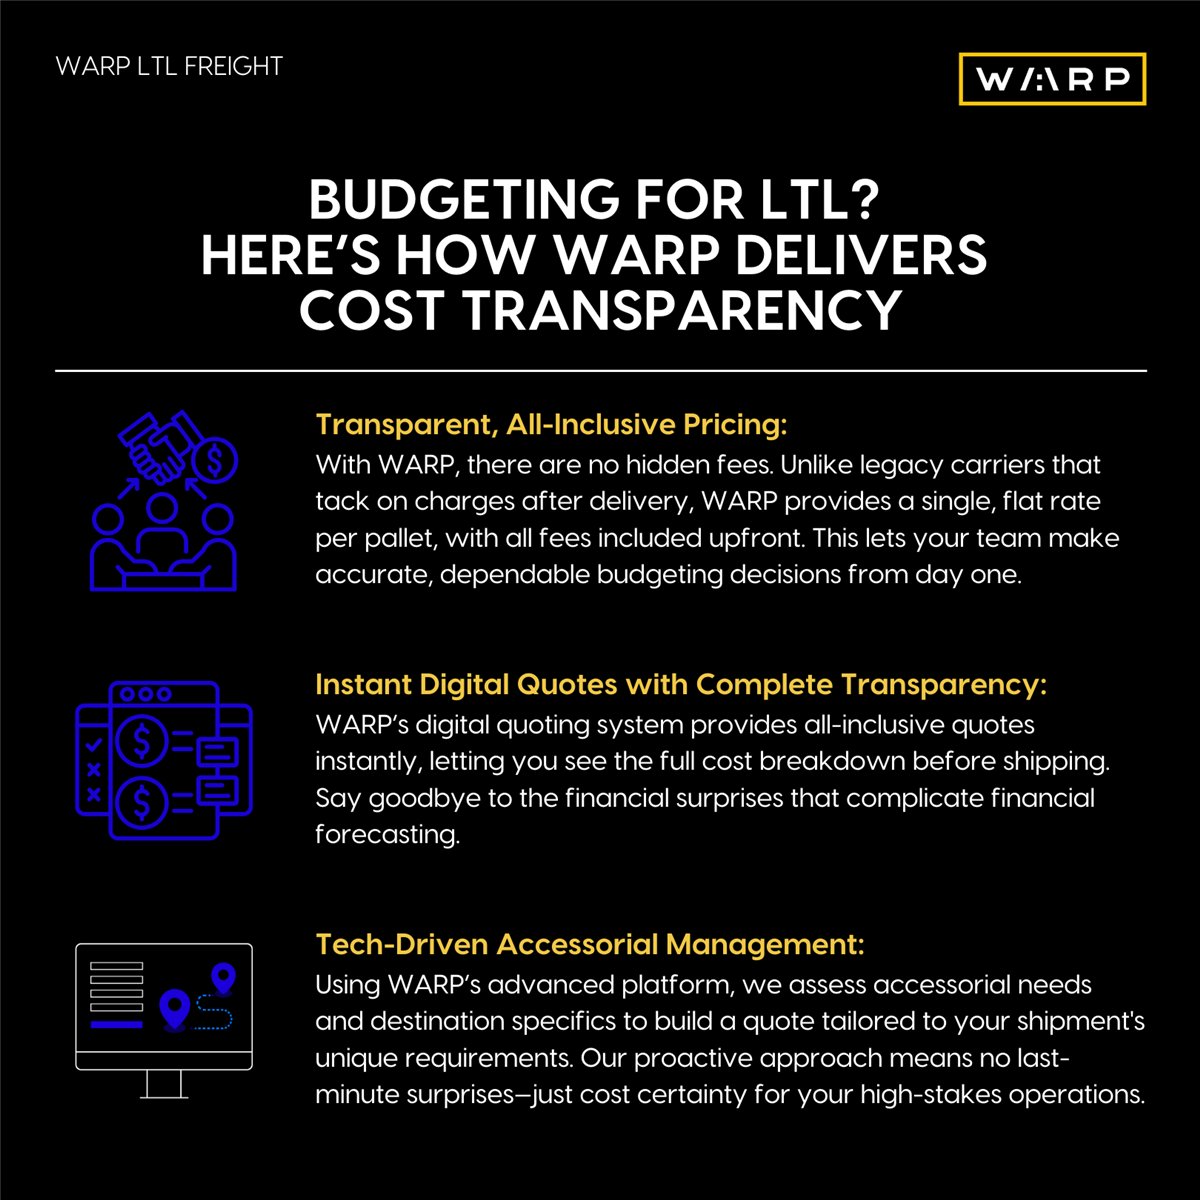 WARP LTL FREIGHT
WARP
BUDGETING FOR LTL?
HERE’S HOW WARP DELIVERS
COST TRANSPARENCY
Transparent, All-Inclusive Pricing:
With WARP, there are no hidden fees. Unlike legacy carriers that
tack on charges after delivery, WARP provides a single, flat rate
per pallet, with all fees included upfront. This lets your team make
accurate, dependable budgeting decisions from day one.
Instant Digital Quotes with Complete Transparency:
WARP’s digital quoting system provides all-inclusive quotes
instantly, letting you see the full cost breakdown before shipping.
Say goodbye to the financial surprises that complicate financial
forecasting.
Tech-Driven Accessorial Management:
Using WARP’s advanced platform, we assess accessorial needs
and destination specifics to build a quote tailored to your shipment's
unique requirements. Our proactive approach means no last-
minute surprises—just cost certainty for your high-stakes operations.